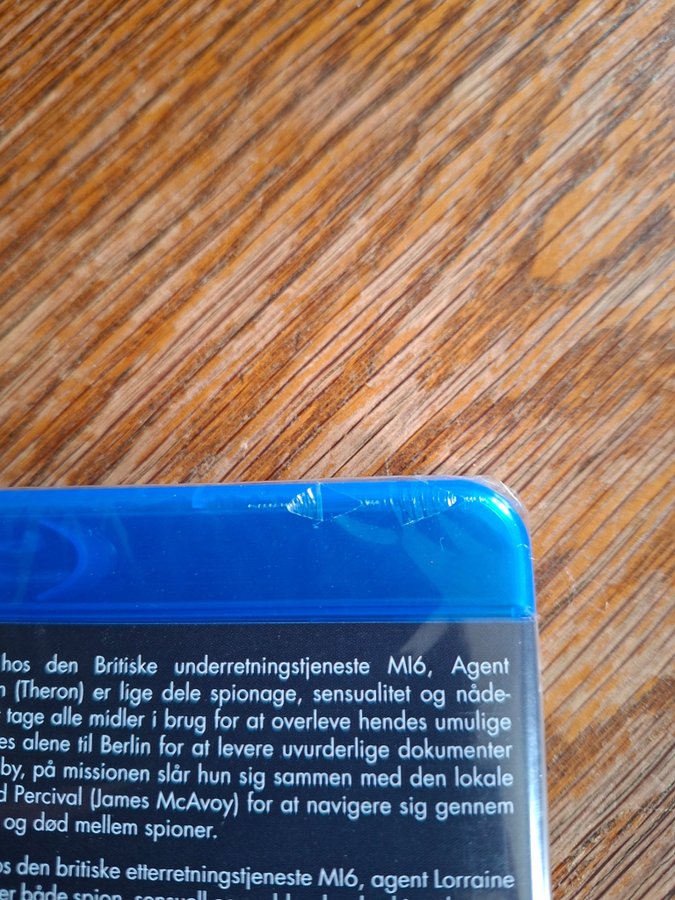 hos den Britiske underretningstjeneste MI6, Agent
(Theron) er lige dele spionage, sensualitet og nåde-
tage alle midler i brug for at overleve hendes umulige
alene til Berlin for at levere uvurderlige dokumenter
på missionen slår hun sig sammen med den lokale
Percival (James McAvoy) for at navigere sig gennem
og død mellem spioner.
den britiske etterretningstjeneste MI6, agent Lorraine
både spion, sensuell